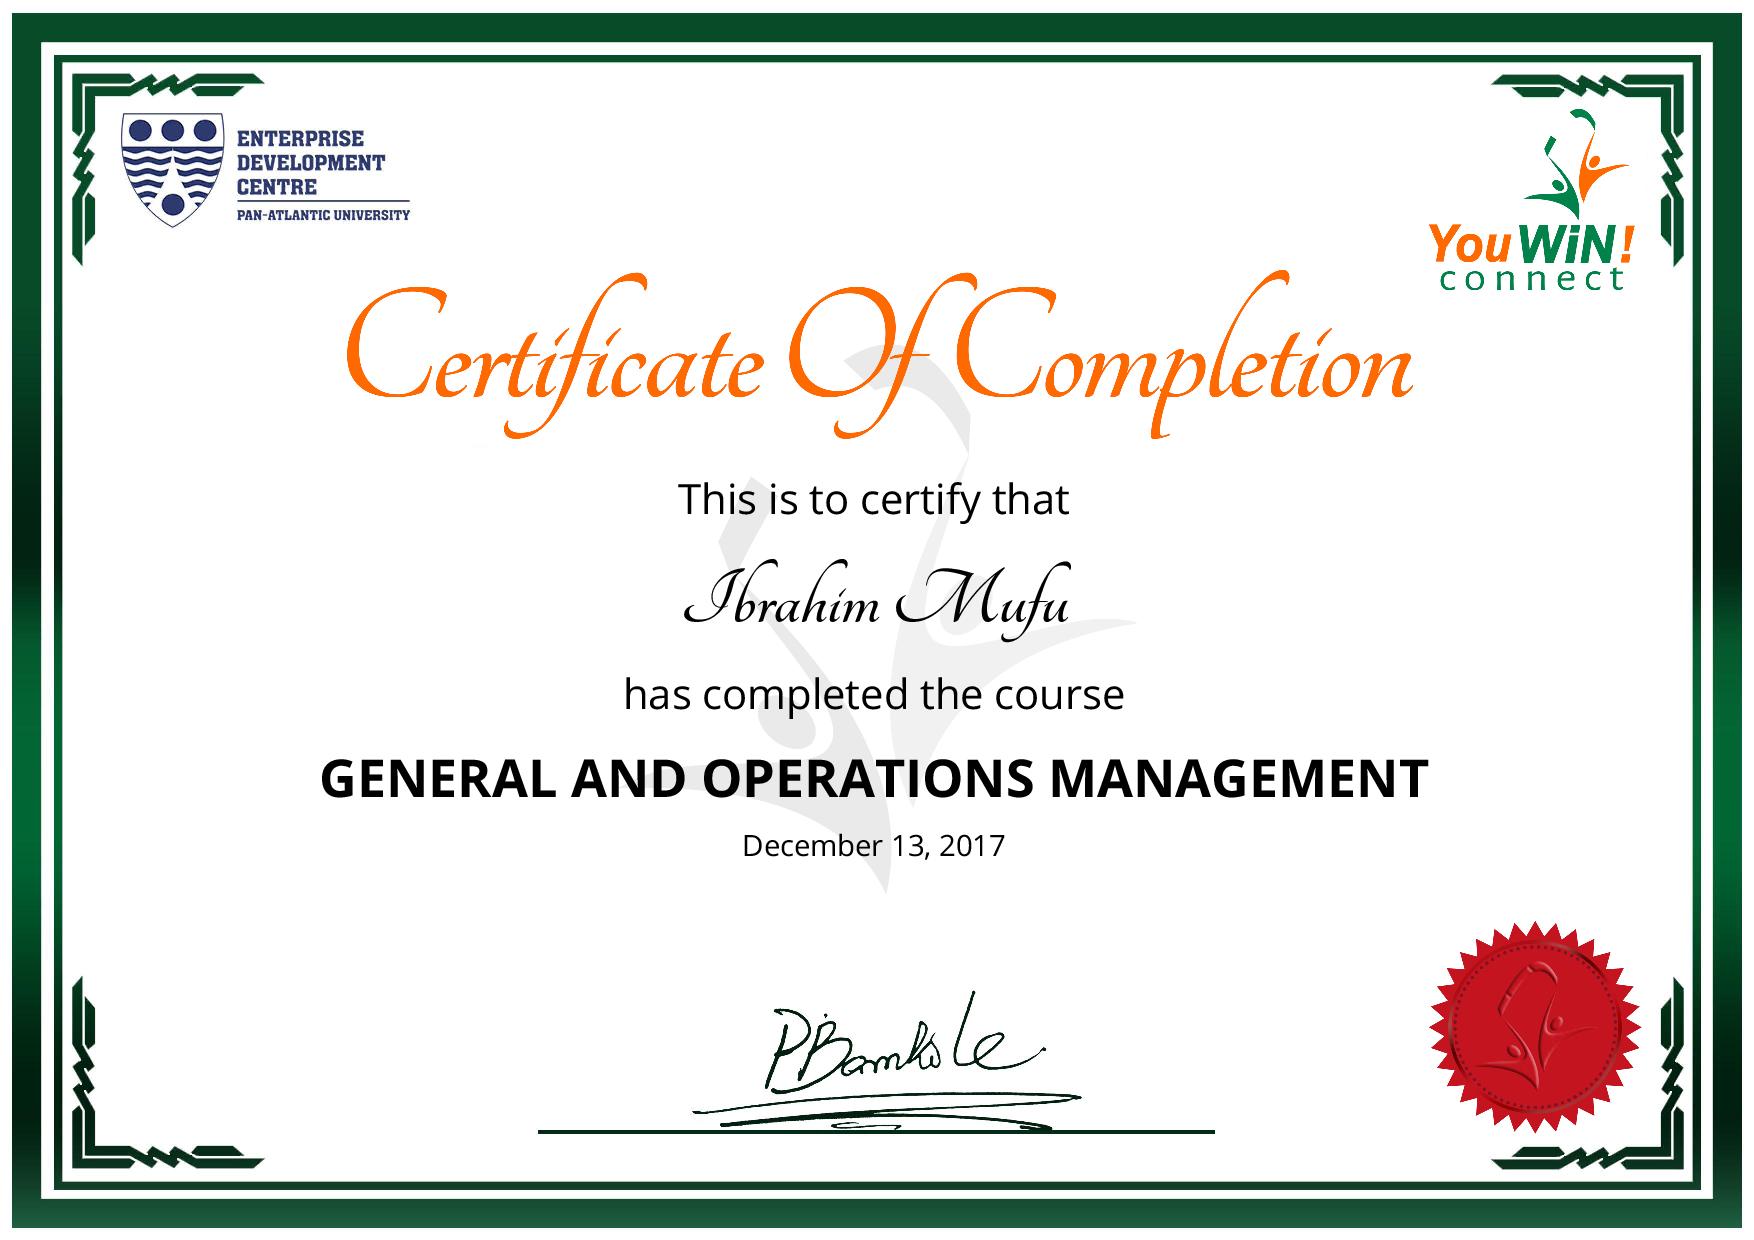 ENTERPRISE
DEVELOPMENT
CENTRE
PAN-ATLANTIC UNIVERSITY
YouWiN!
connect
Certificate Of Completion
This is to certify that
Ibrahim Mufu
has completed the course
GENERAL AND OPERATIONS MANAGEMENT
December 13, 2017
PBankole